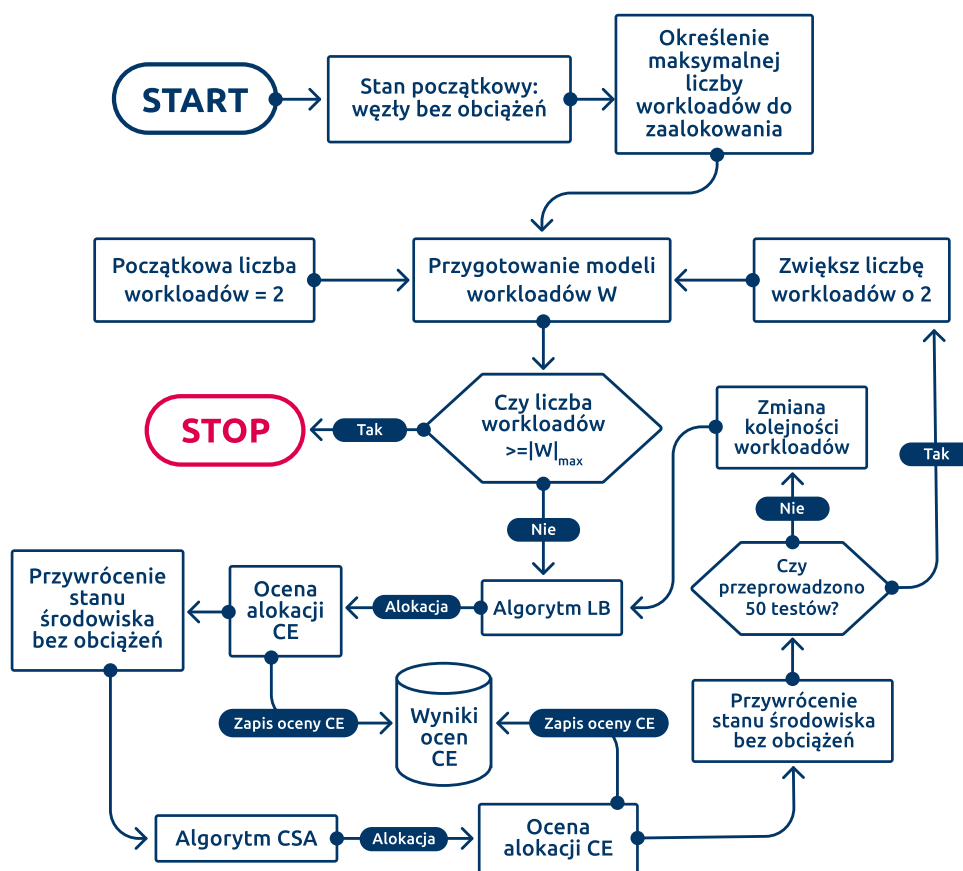 START
Stan początkowy:
węzły bez obciążeń
Określenie
maksymalnej
liczby
workloadów do
zaalokowania
Początkowa liczba
workloadów = 2
Przygotowanie modeli
workloadów W
Zwiększ liczbę
workloadów o 2
STOP
Tak
Czy liczba
workloadów
>=|W|max
Zmiana
kolejności
workloadów
Tak
Nie
Nie
Czy
przeprowadzono
50 testów?
Przywrócenie
stanu
środowiska
bez obciążeń
Ocena
alokacji
CE
Alokacja
Algorytm LB
Zapis oceny CE
Wyniki
ocen
CE
Zapis oceny CE
Przywrócenie
stanu środowiska
bez obciążeń
Algorytm CSA
Alokacja
Ocena
alokacji CE